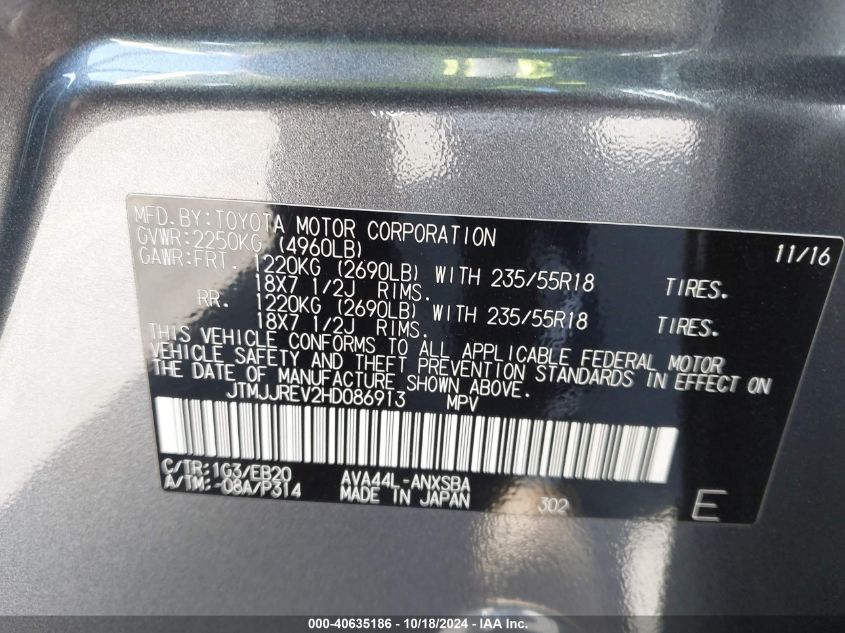 MFD.BY:TOYOTA MOTOR CORPORATION 11/16
GVWR:2250KG (4960LB)
GAWR:FRT. 1220KG (2690LB) WITH 235/55R18 TIRES.
18X7 1/2J RIMS.
RR. 1220KG (2690LB) WITH 235/55R18 TIRES.
18X7 1/2J RIMS.
THIS VEHICLE CONFORMS TO ALL APPLICABLE FEDERAL MOTOR
VEHICLE SAFETY AND THEFT PREVENTION STANDARDS IN EFFECT ON
THE DATE OF MANUFACTURE SHOWN ABOVE.
JTMJJREV2HD086913 MPV
C/TR:1G3/EB20 AVA44L-ANXSBA
A/TM:-08A/P314 MADE IN JAPAN 302 E
000-40635186 - 10/18/2024 - IAA Inc.